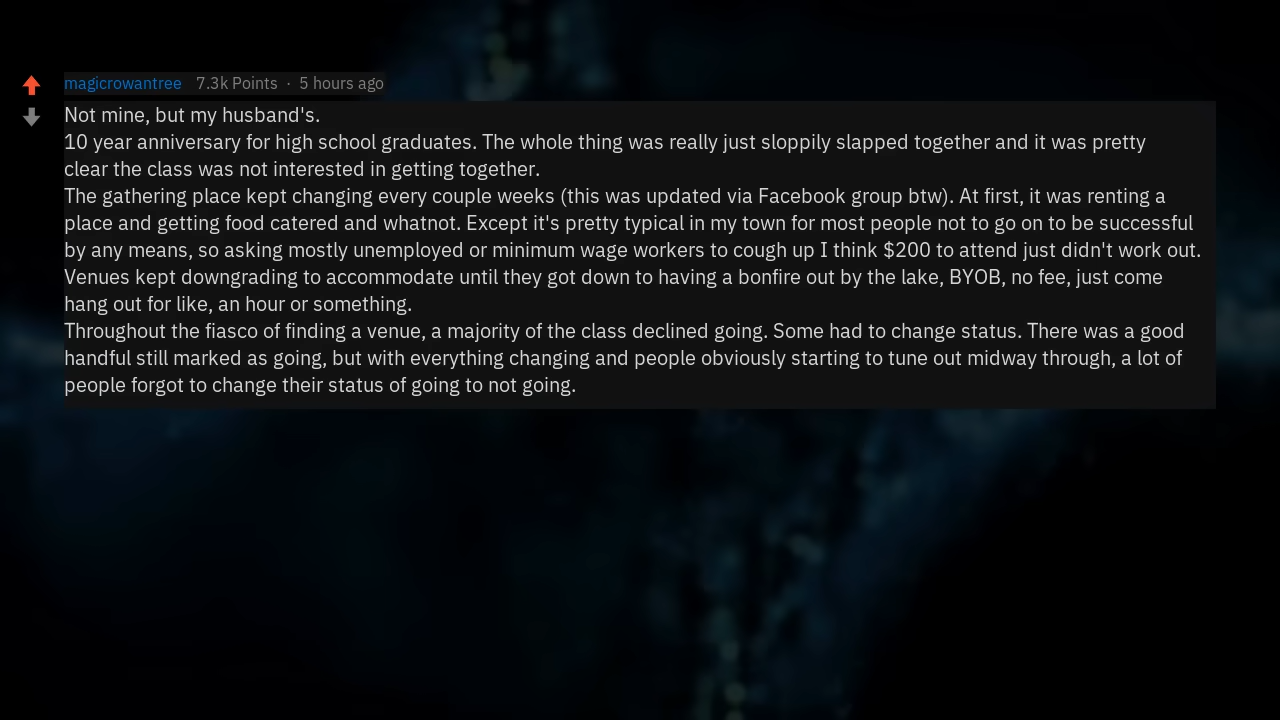 magicrowantree 7.3k Points · 5 hours ago
Not mine, but my husband's.
10 year anniversary for high school graduates. The whole thing was really just sloppily slapped together and it was pretty
clear the class was not interested in getting together.
The gathering place kept changing every couple weeks (this was updated via Facebook group btw). At first, it was renting a
place and getting food catered and whatnot. Except it's pretty typical in my town for most people not to go on to be successful
by any means, so asking mostly unemployed or minimum wage workers to cough up I think $200 to attend just didn't work out.
Venues kept downgrading to accommodate until they got down to having a bonfire out by the lake, BYOB, no fee, just come
hang out for like, an hour or something.
Throughout the fiasco of finding a venue, a majority of the class declined going. Some had to change status. There was a good
handful still marked as going, but with everything changing and people obviously starting to tune out midway through, a lot of
people forgot to change their status of going to not going.